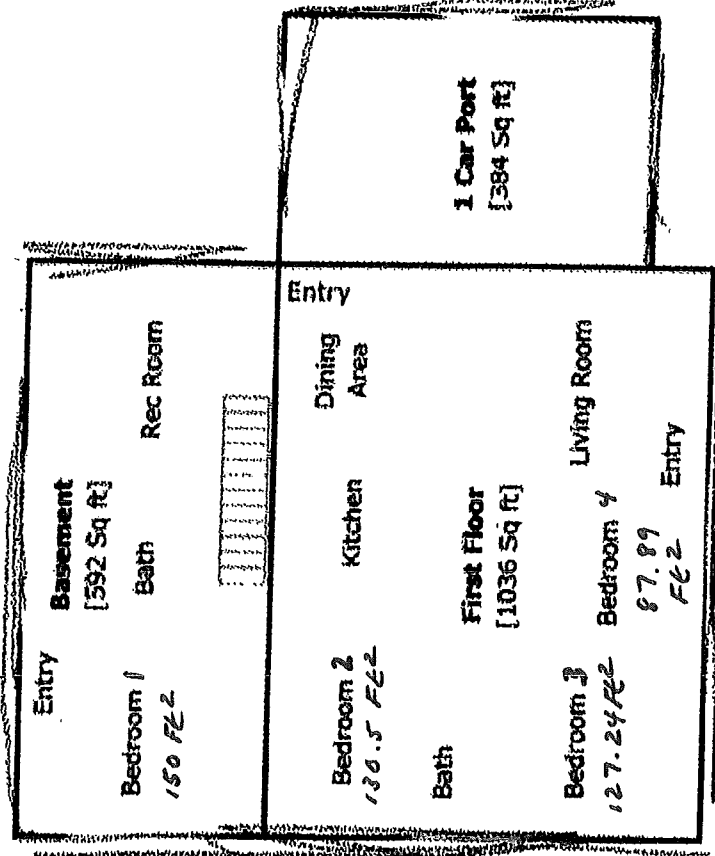 Entry
Basement
[592 Sq ft]
Bedroom 1
150 Ft2
Bath
Rec Room
Entry
Bedroom 2
130.5 Ft2
Kitchen
Dining
Area
Bath
First Floor
[1036 Sq ft]
Bedroom 3
127.24 Ft2
Bedroom 4
87.89
Ft2
Living Room
Entry
1 Car Port
[384 Sq ft]